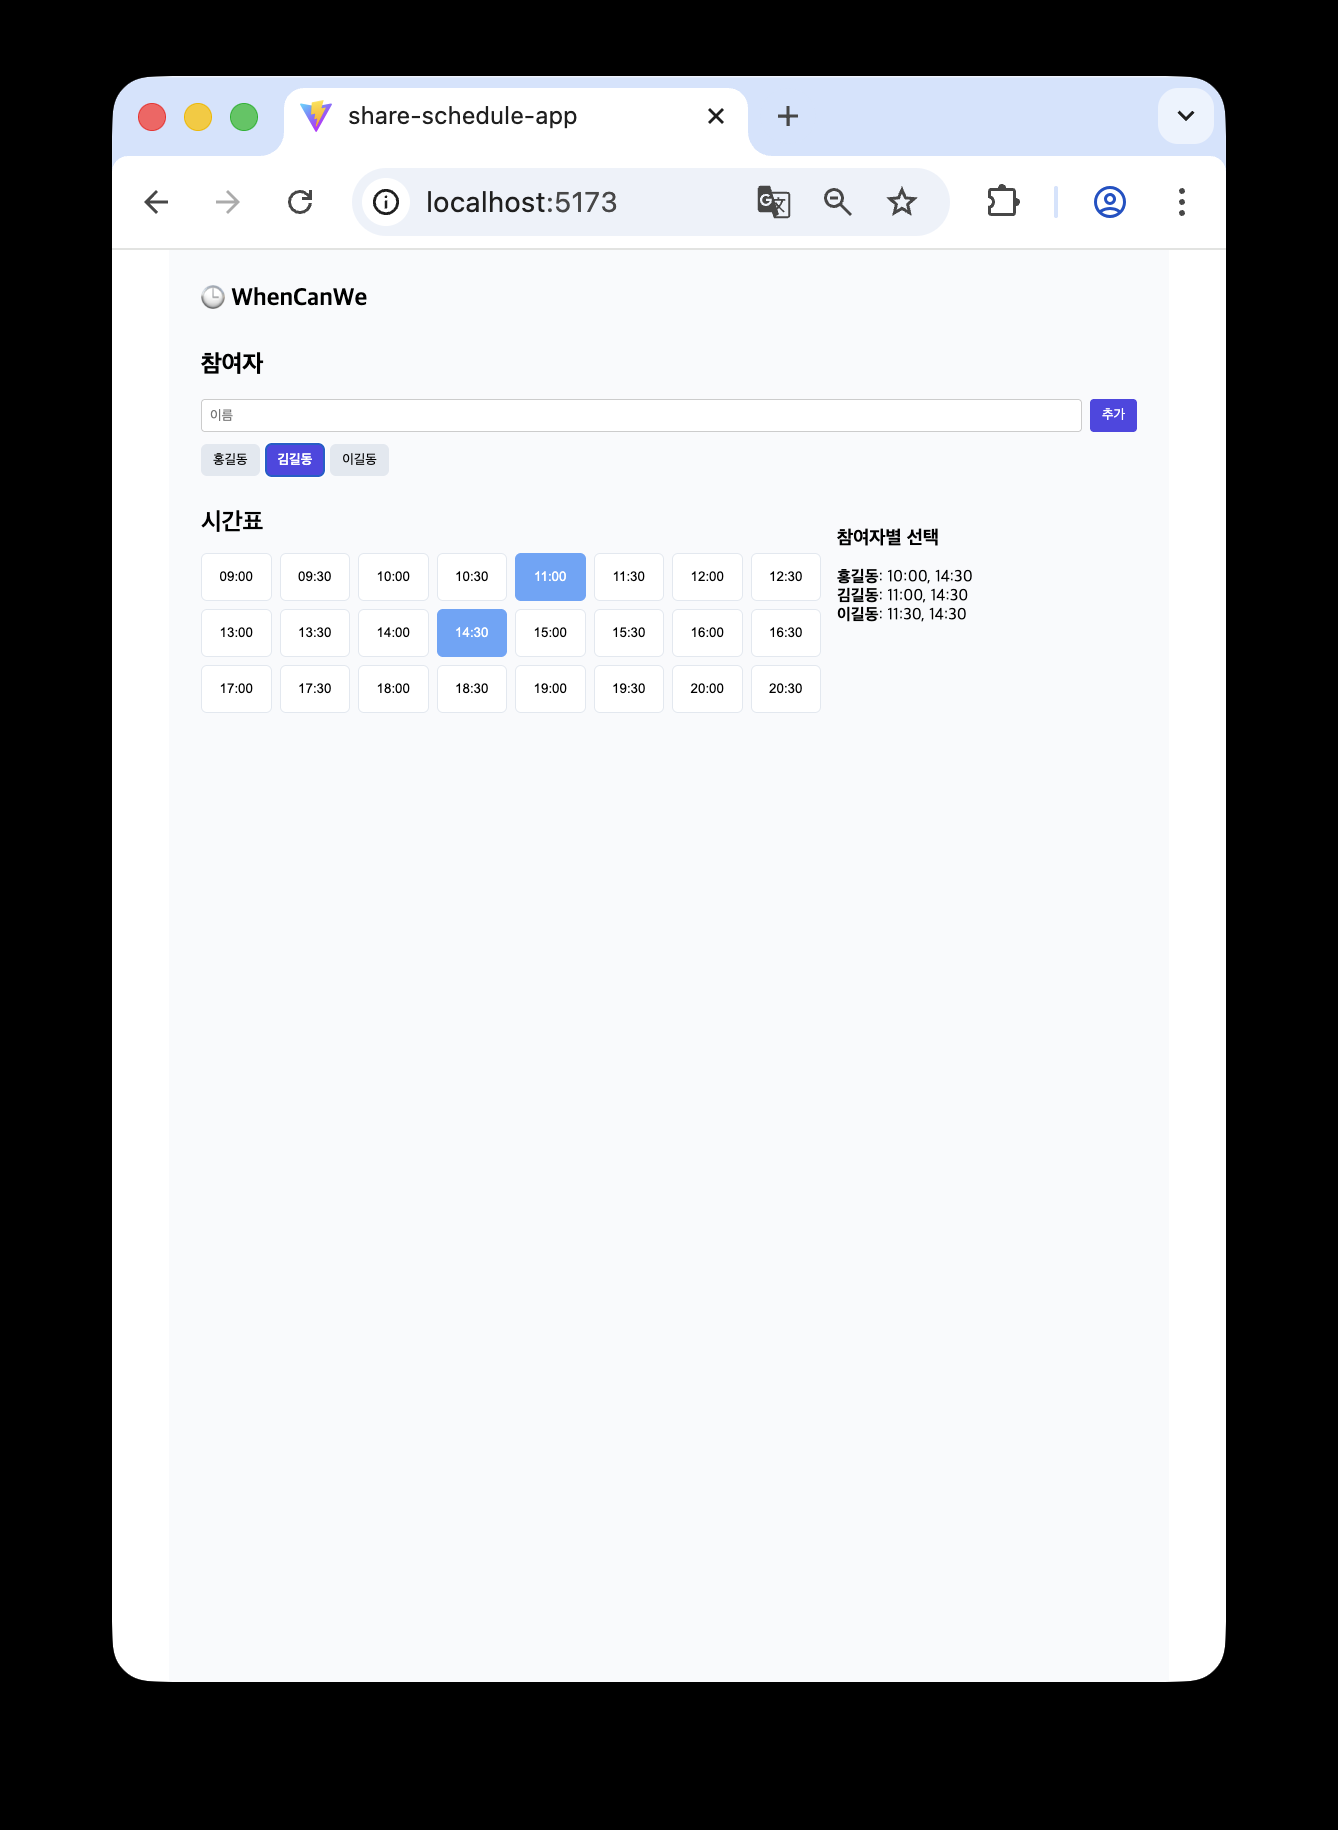 share-schedule-app
localhost:5173
WhenCanWe
참여자
이름 추가
홍길동 김길동 이길동
시간표
09:00 09:30 10:00 10:30 11:00 11:30 12:00 12:30
13:00 13:30 14:00 14:30 15:00 15:30 16:00 16:30
17:00 17:30 18:00 18:30 19:00 19:30 20:00 20:30
참여자별 선택
홍길동: 10:00, 14:30
김길동: 11:00, 14:30
이길동: 11:30, 14:30